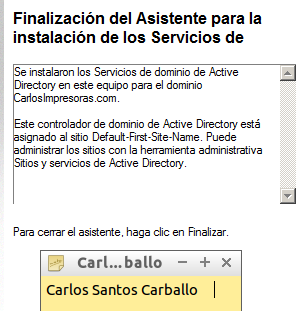 Finalización del Asistente para la
instalación de los Servicios de
Se instalaron los Servicios de dominio de Active
Directory en este equipo para el dominio
CarlosImpresoras.com.
Este controlador de dominio de Active Directory está
asignado al sitio Default-First-Site-Name. Puede
administrar los sitios con la herramienta administrativa
Sitios y servicios de Active Directory.
Para cerrar el asistente, haga clic en Finalizar.
Carl...ballo
Carlos Santos Carballo